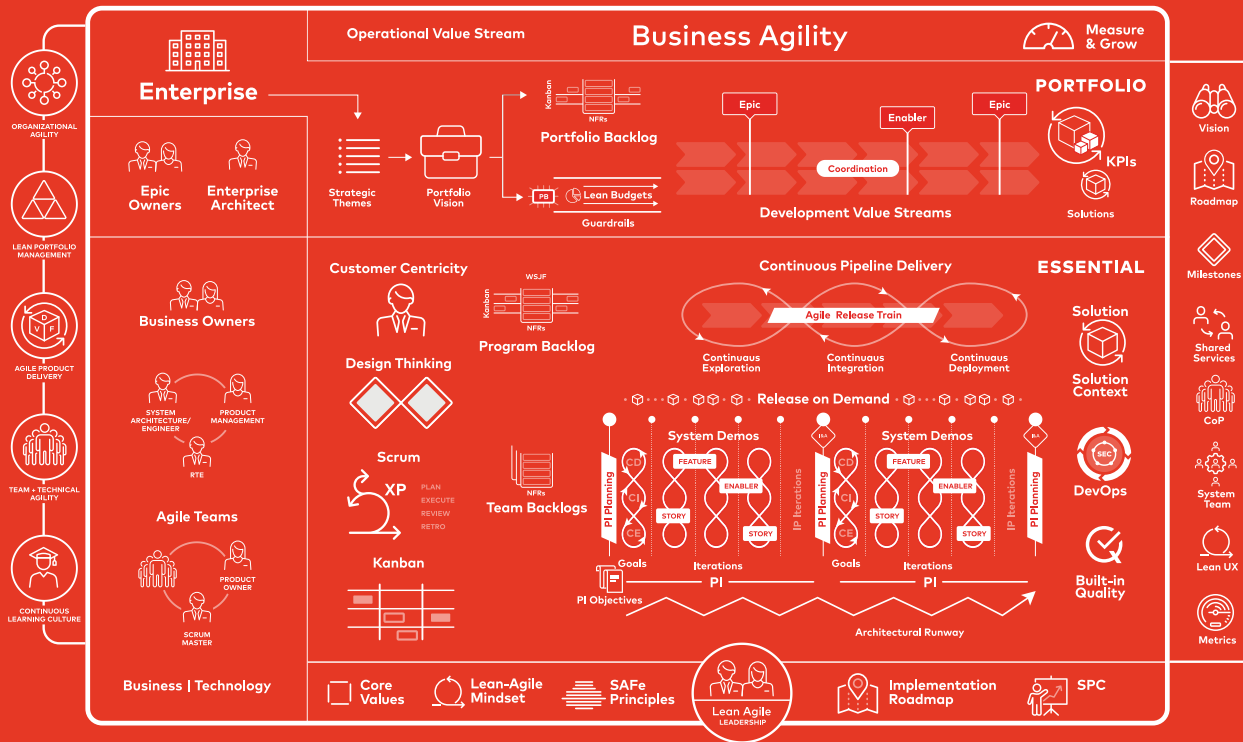 ORGANIZATIONAL
AGILITY
LEAN PORTFOLIO
MANAGEMENT
D
V F
AGILE PRODUCT
DELIVERY
TEAM + TECHNICAL
AGILITY
CONTINUOUS
LEARNING CULTURE
Enterprise
Operational Value Stream
Business Agility
Measure
& Grow
Epic
Owners
Enterprise
Architect
Strategic
Themes
Portfolio
Vision
Kanban
NFRs
Portfolio Backlog
PB
Lean Budgets
Guardrails
Epic
Enabler
Epic
Coordination
Development Value Streams
PORTFOLIO
KPIs
Solutions
Business Owners
SYSTEM
ARCHITECTURE/
ENGINEER
PRODUCT
MANAGEMENT
RTE
Agile Teams
PRODUCT
OWNER
SCRUM
MASTER
Business | Technology
Customer Centricity
Design Thinking
Scrum
XP
PLAN
EXECUTE
REVIEW
RETRO
Kanban
WSJF
Kanban
NFRs
Program Backlog
NFRs
Team Backlogs
Continuous Pipeline Delivery
Agile Release Train
Continuaus
Exploration
Continuaus
Integration
Continuaus
Deployment
Release on Demand
PI Planning
System Demos
CD
CI
CE
FEATURE
ENABLER
STORY
STORY
IP Iterations
I&A
PI Planning
System Demos
CD
CI
CE
FEATURE
ENABLER
STORY
STORY
IP Iterations
I&A
PI Planning
Goals
Iterations
Goals
Iterations
PI
PI
PI Objectives
Architectural Runway
ESSENTIAL
Solution
Solution
Context
SEC
DevOps
Built-in
Quality
Core
Values
Lean-Agile
Mindset
SAFe
Principles
Lean Agile
LEADERSHIP
Implementation
Roadmap
SPC
Vision
Roadmap
Milestones
Shared
Services
CoP
System
Team
Lean UX
Metrics